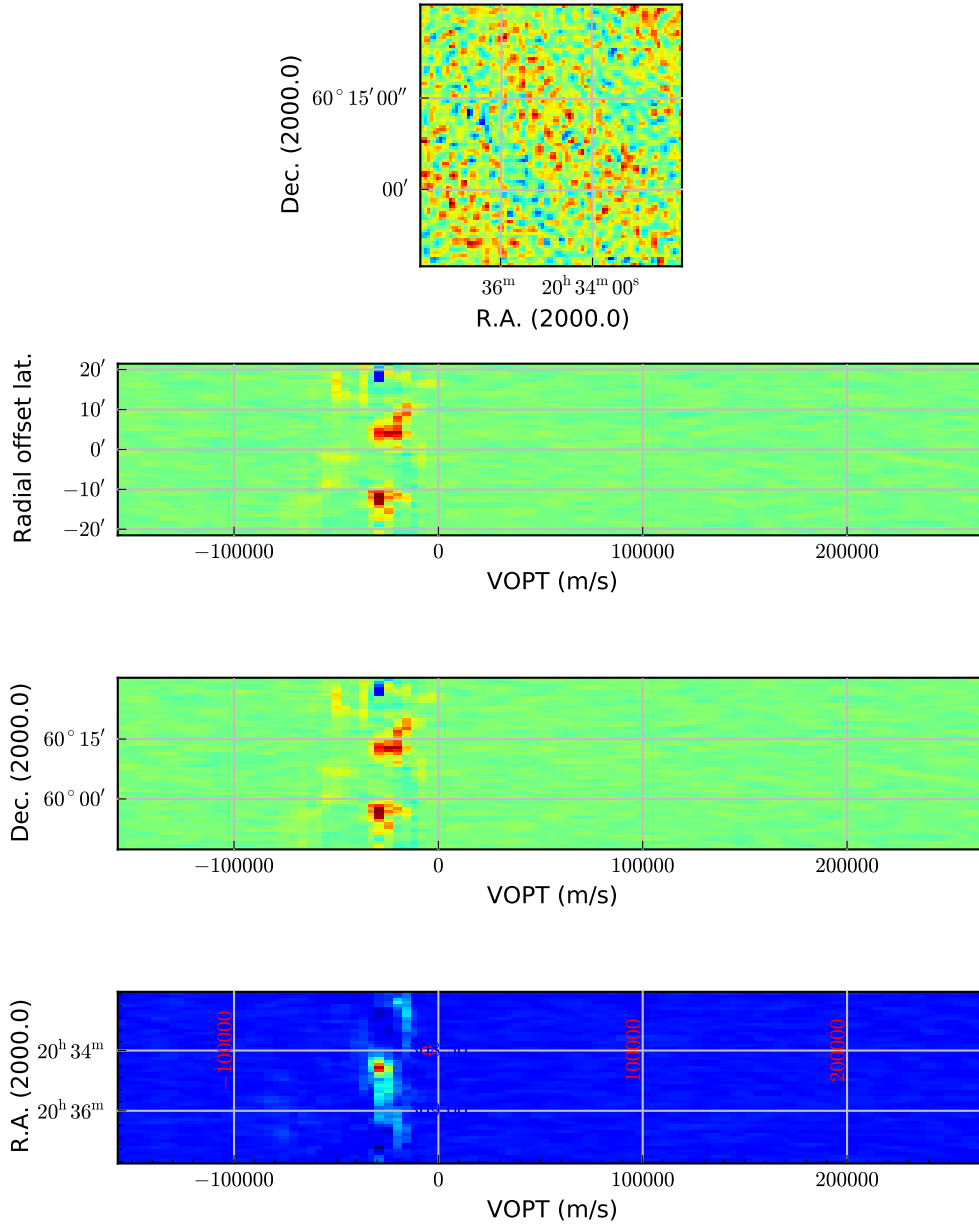 Dec. (2000.0)
60° 15′ 00″
00′
36ᵐ 20ʰ 34ᵐ 00ˢ
R.A. (2000.0)
Radial offset lat.
20′
10′
0′
−10′
−20′
−100000 0 100000 200000
VOPT (m/s)
Dec. (2000.0)
60° 15′
60° 00′
−100000 0 100000 200000
VOPT (m/s)
R.A. (2000.0)
20ʰ 34ᵐ
20ʰ 36ᵐ
−100000
100000
200000
−100000 0 100000 200000
VOPT (m/s)